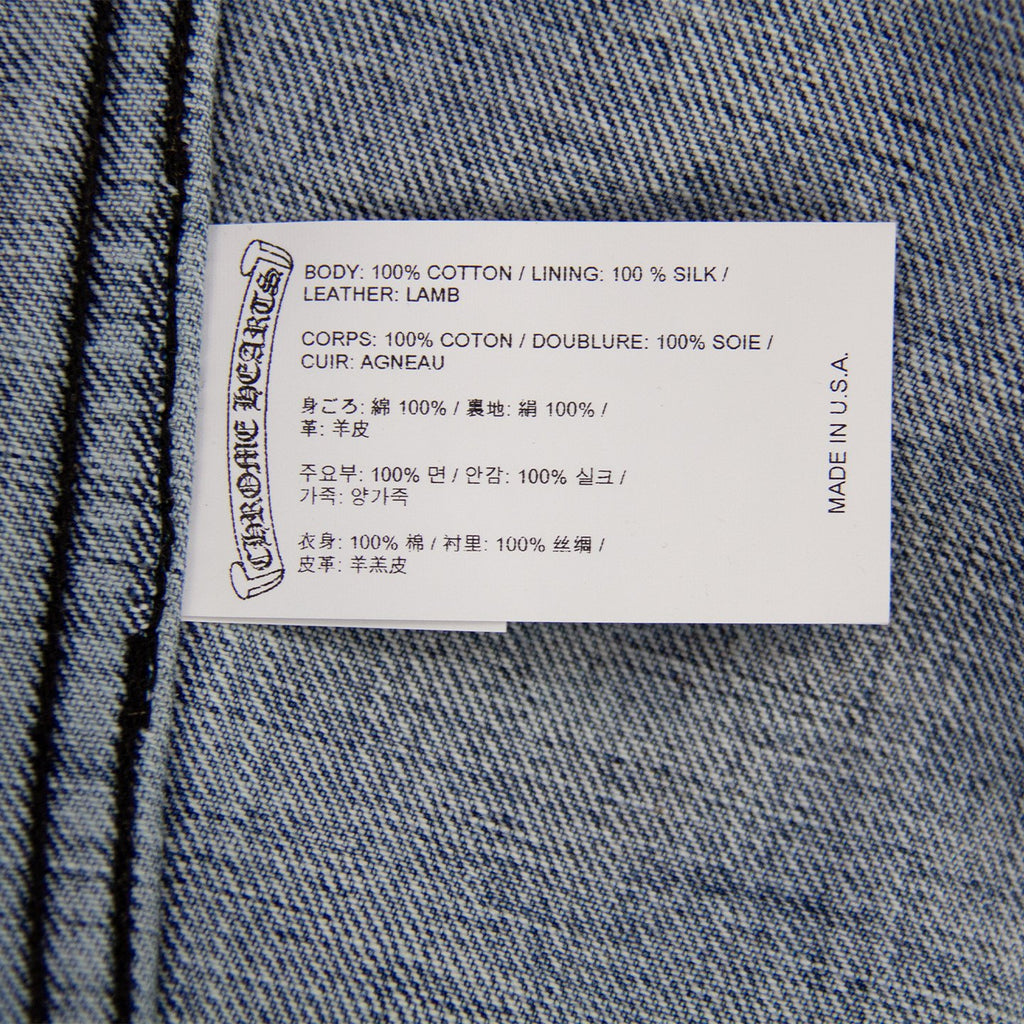 CHROME HEARTS
BODY: 100% COTTON / LINING: 100 % SILK /
LEATHER: LAMB
CORPS: 100% COTON / DOUBLURE: 100% SOIE /
CUIR: AGNEAU
身ごろ: 綿 100% / 裏地: 絹 100% /
革: 羊皮
주요부: 100% 면 / 안감: 100% 실크 /
가죽: 양가죽
衣身: 100% 棉 / 衬里: 100% 丝绸 /
皮革: 羊羔皮
MADE IN U.S.A.